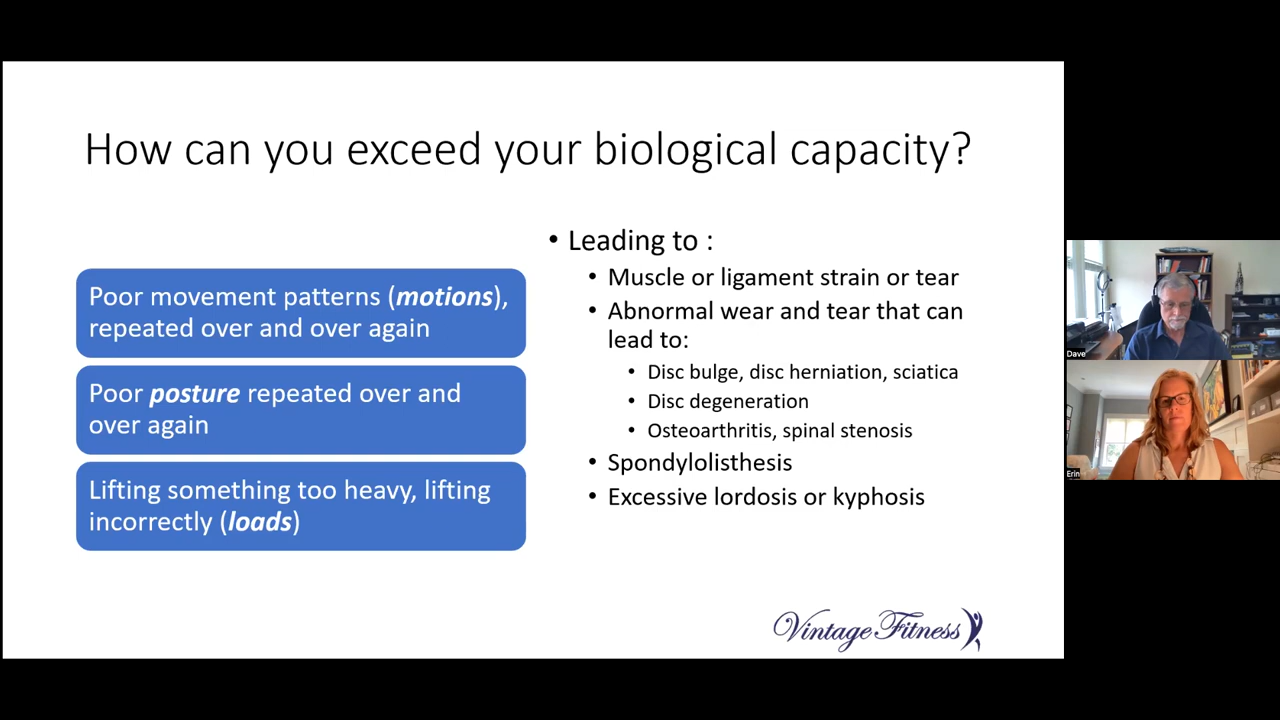 How can you exceed your biological capacity?
Poor movement patterns (motions),
repeated over and over again
Poor posture repeated over and
over again
Lifting something too heavy, lifting
incorrectly (loads)
• Leading to :
• Muscle or ligament strain or tear
• Abnormal wear and tear that can
lead to:
• Disc bulge, disc herniation, sciatica
• Disc degeneration
• Osteoarthritis, spinal stenosis
• Spondylolisthesis
• Excessive lordosis or kyphosis
Vintage Fitness
Dave
Erin